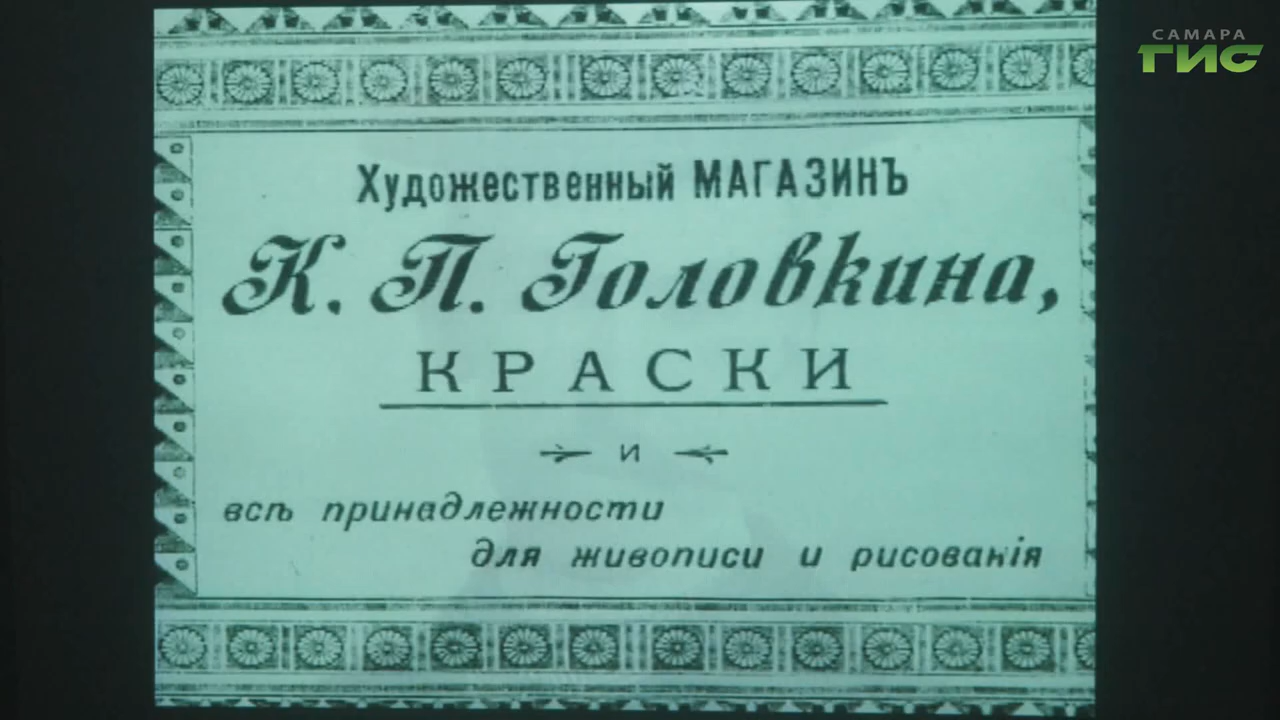 САМАРА
ГИС
Художественный МАГАЗИНЪ
К. П. Головкина,
КРАСКИ
и
всѣ принадлежности
для живописи и рисованія